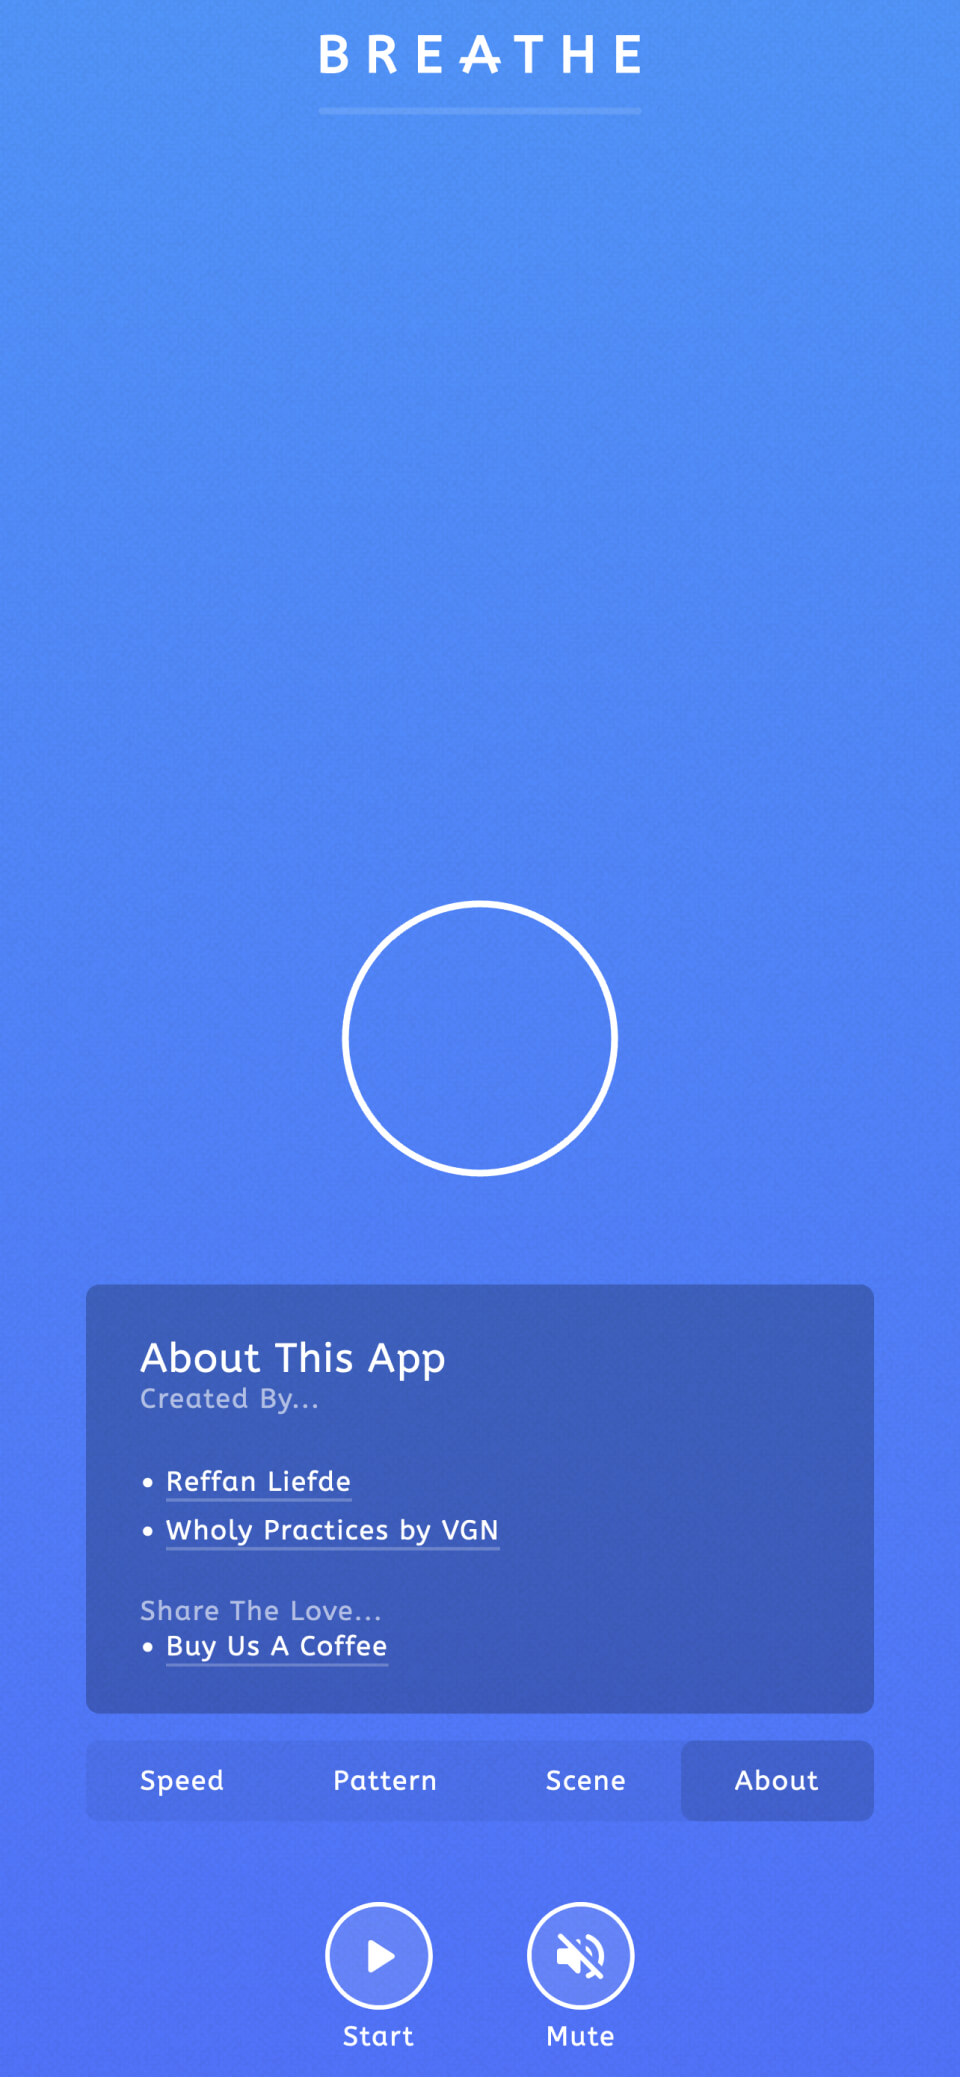 BREATHE
About This App
Created By...
• Reffan Liefde
• Wholy Practices by VGN
Share The Love...
• Buy Us A Coffee
Speed Pattern Scene About
Start Mute